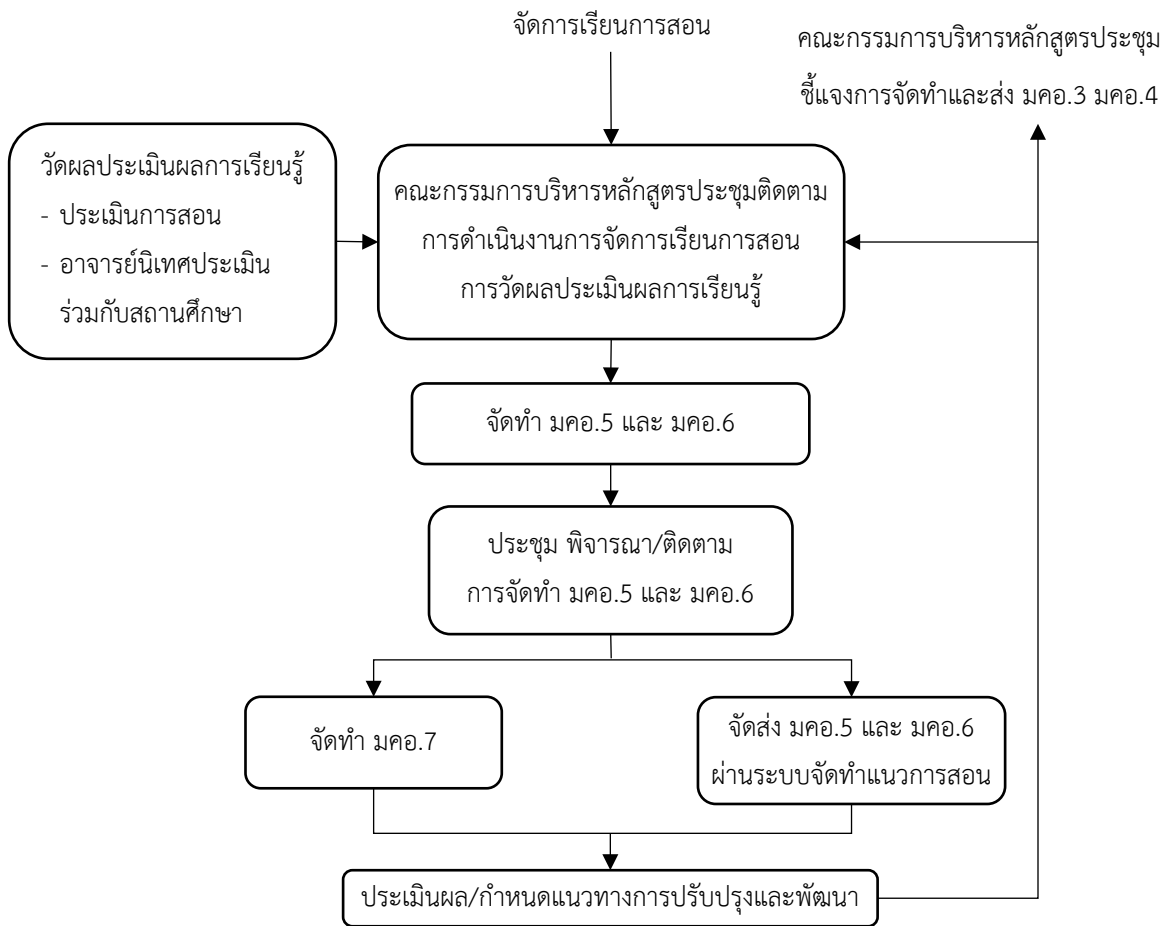 จัดการเรียนการสอน
คณะกรรมการบริหารหลักสูตรประชุม
ชี้แจงการจัดทำและส่ง มคอ.3 มคอ.4
วัดผลประเมินผลการเรียนรู้
- ประเมินการสอน
- อาจารย์นิเทศประเมิน
ร่วมกับสถานศึกษา
คณะกรรมการบริหารหลักสูตรประชุมติดตาม
การดำเนินงานการจัดการเรียนการสอน
การวัดผลประเมินผลการเรียนรู้
จัดทำ มคอ.5 และ มคอ.6
ประชุม พิจารณา/ติดตาม
การจัดทำ มคอ.5 และ มคอ.6
จัดทำ มคอ.7
จัดส่ง มคอ.5 และ มคอ.6
ผ่านระบบจัดทำแนวการสอน
ประเมินผล/กำหนดแนวทางการปรับปรุงและพัฒนา